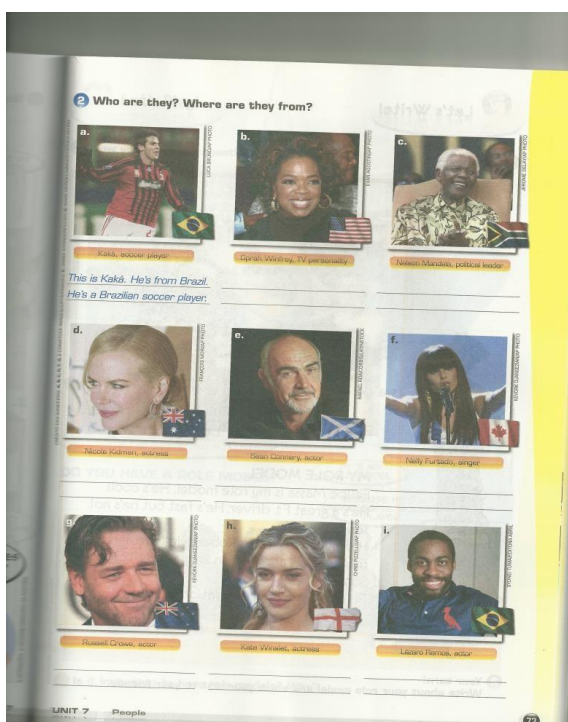 2 Who are they? Where are they from?
a.
b.
c.
Kaká, soccer player
Oprah Winfrey, TV personality
Nelson Mandela, political leader
This is Kaká. He's from Brazil.
He's a Brazilian soccer player.
d.
e.
f.
Nicole Kidman, actress
Sean Connery, actor
Nelly Furtado, singer
g.
h.
i.
Russell Crowe, actor
Kate Winslet, actress
Lázaro Ramos, actor
UNIT 7 People